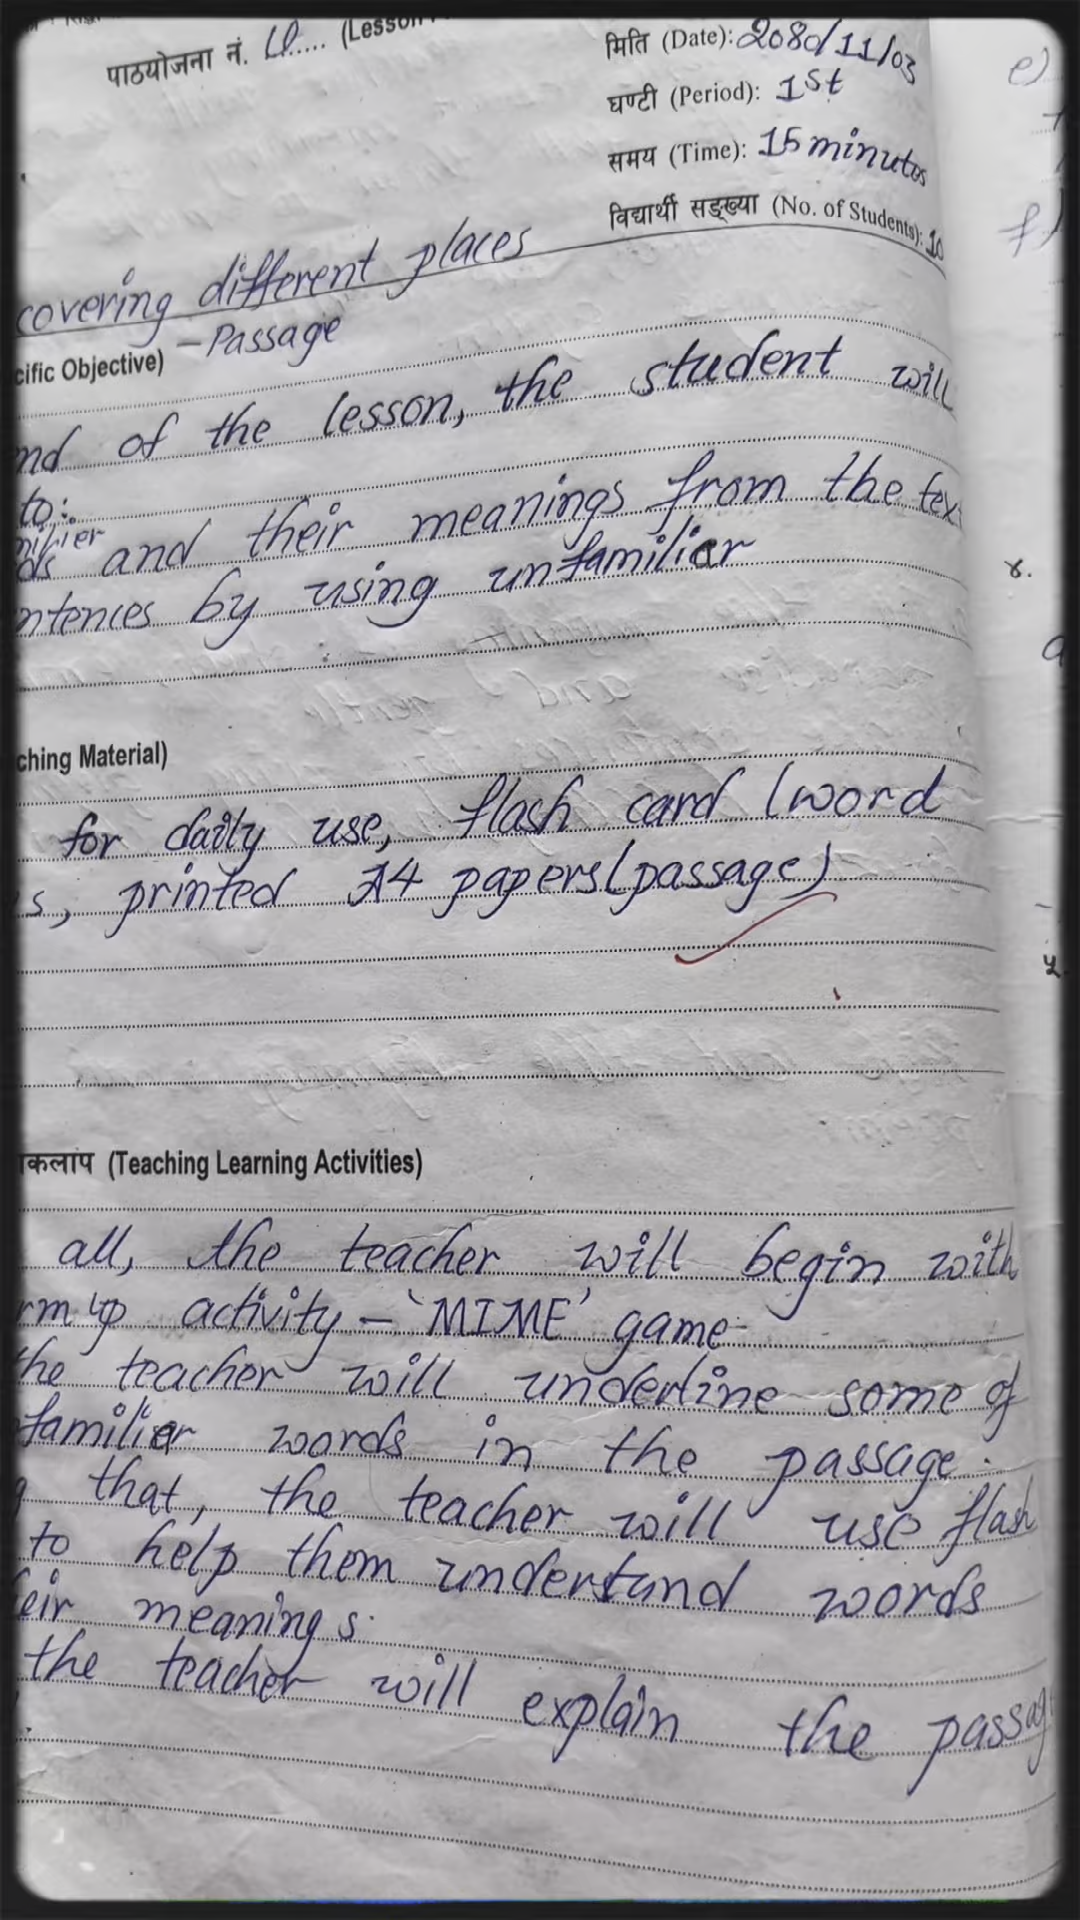 पाठयोजना नं. 10..... (Lesson
मिति (Date): 2080/11/03
घण्टी (Period): 1st
समय (Time): 15 minutes
विद्यार्थी सङ्ख्या (No. of Students): 10
covering different places
cific Objective) – Passage
nd of the lesson, the student will
to:
and their meanings from the tex
ntences by using unfamiliar
ching Material)
for daily use, flash card (word
s, printed A4 papers (passage)
कलाप (Teaching Learning Activities)
all, the teacher will begin with
rm up activity – 'MIME' game
the teacher will underline some of
familiar words in the passage.
g that, the teacher will use flash
to help them understand words
eir meanings.
the teacher will explain the passag
e)
f)
४.
५.